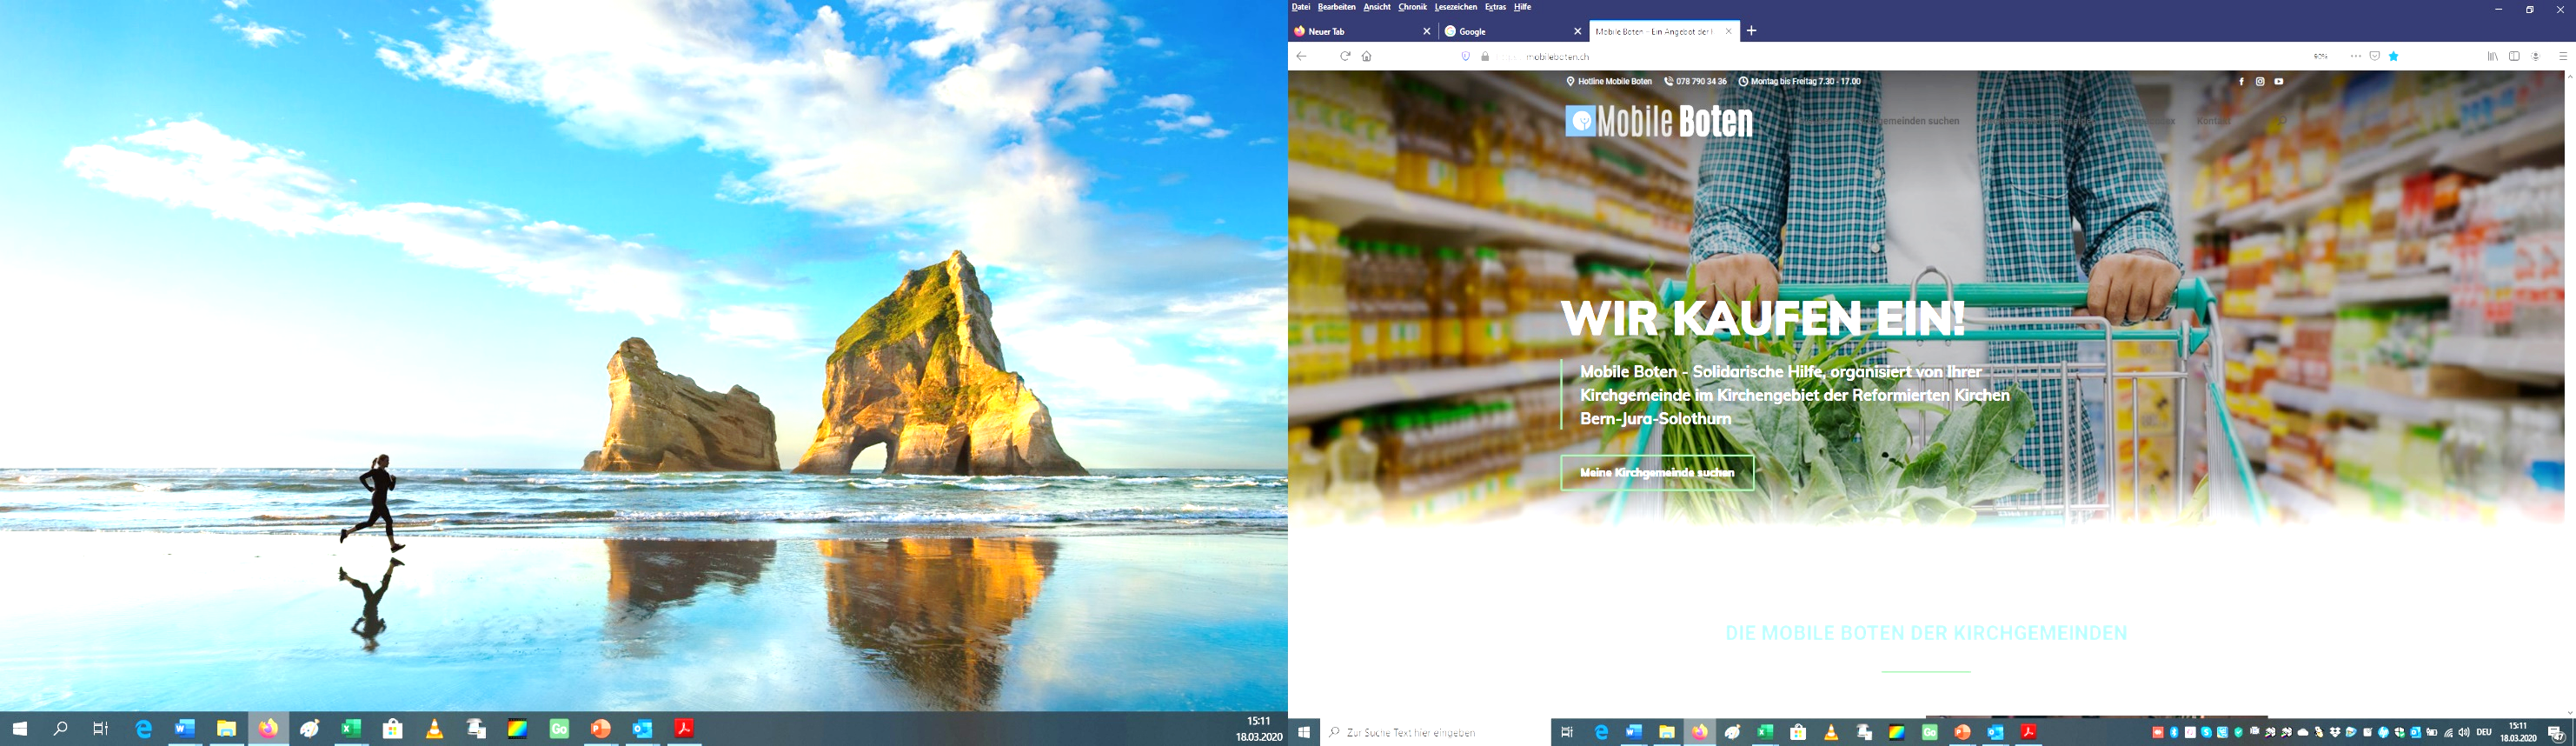 15:11
18.03.2020
Datei Bearbeiten Ansicht Chronik Lesezeichen Extras Hilfe
Neuer Tab
Google
Mobile Boten - Ein Angebot der
mobileboten.ch
90%
Hotline Mobile Boten 078 790 34 36 Montag bis Freitag 7.30 - 17.00
Mobile Boten
suchen
WIR KAUFEN EIN!
Mobile Boten - Solidarische Hilfe, organisiert von Ihrer
Kirchgemeinde im Kirchengebiet der Reformierten Kirchen
Bern-Jura-Solothurn
Meine Kirchgemeinde suchen
DIE MOBILE BOTEN DER KIRCHGEMEINDEN
Zur Suche Text hier eingeben
Go
DEU
15:11
18.03.2020